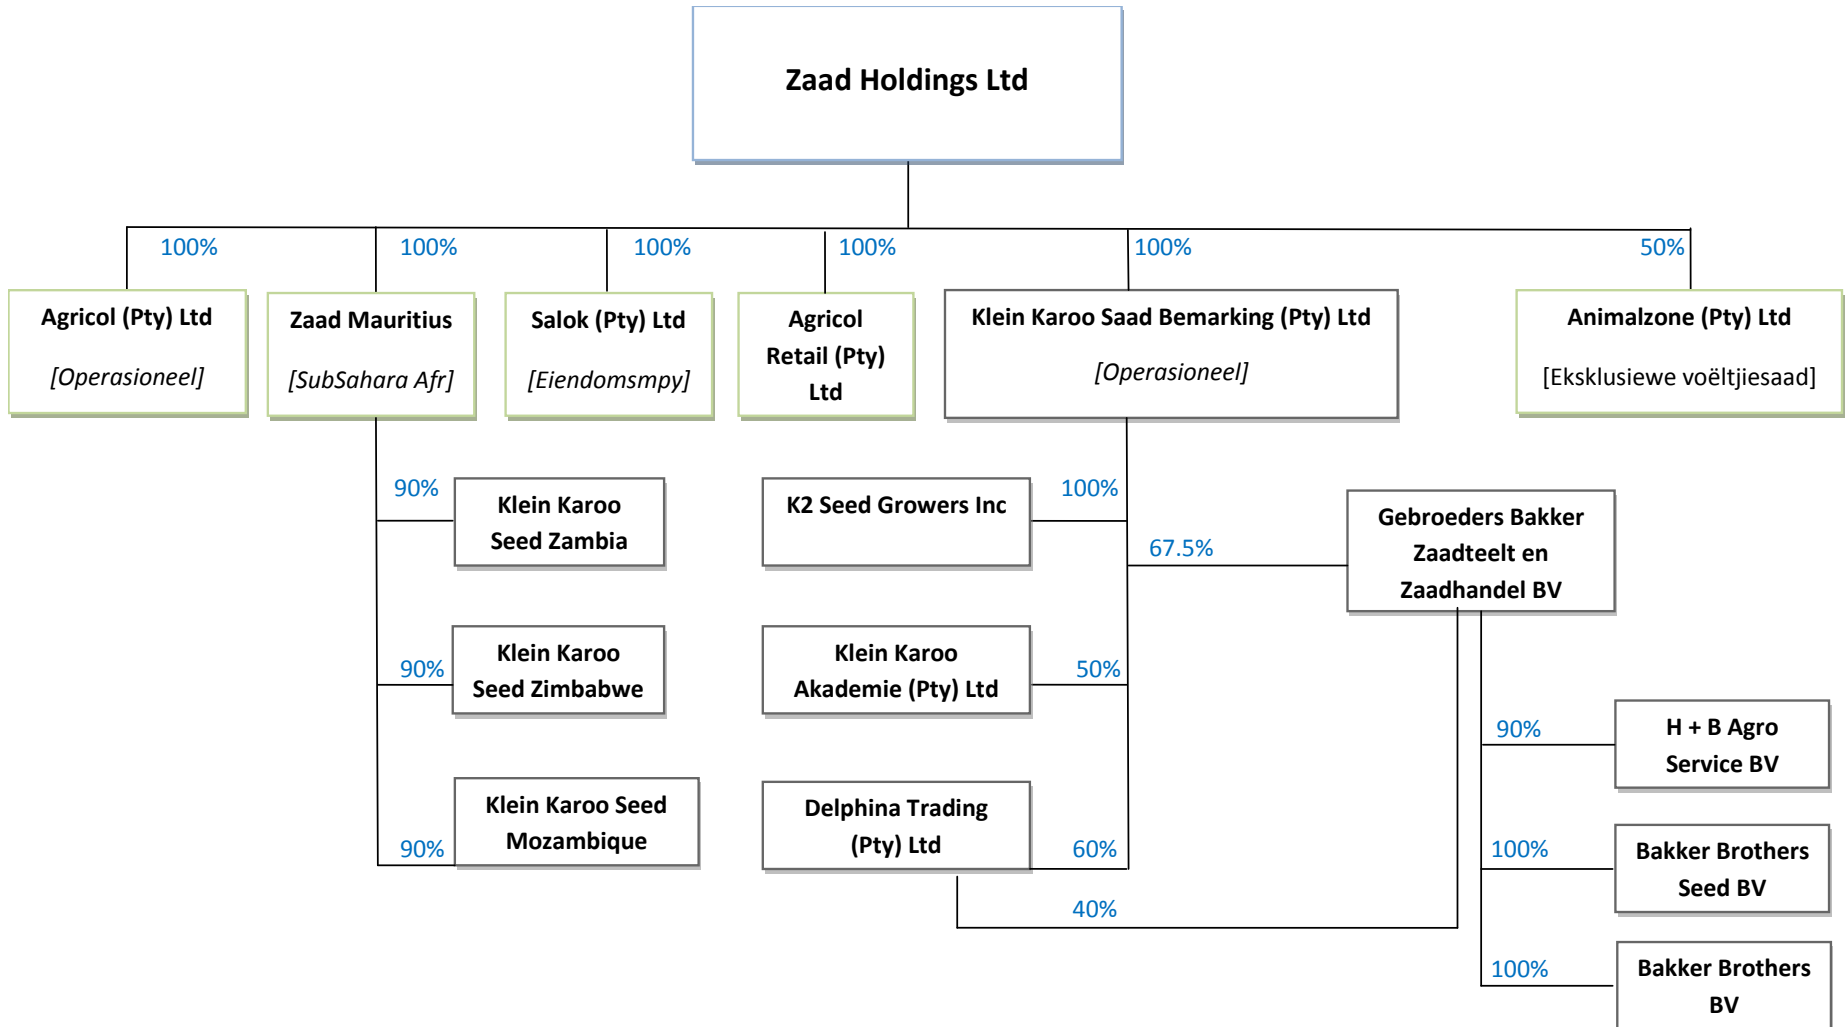 Zaad Holdings Ltd
100%
100%
100%
100%
100%
50%
Agricol (Pty) Ltd
[Operasioneel]
Zaad Mauritius
[SubSahara Afr]
Salok (Pty) Ltd
[Eiendomsmpy]
Agricol
Retail (Pty)
Ltd
Klein Karoo Saad Bemarking (Pty) Ltd
[Operasioneel]
Animalzone (Pty) Ltd
[Eksklusiewe voëltjiesaad]
90%
Klein Karoo
Seed Zambia
90%
Klein Karoo
Seed Zimbabwe
90%
Klein Karoo Seed
Mozambique
K2 Seed Growers Inc
100%
67.5%
Gebroeders Bakker
Zaadteelt en
Zaadhandel BV
Klein Karoo
Akademie (Pty) Ltd
50%
Delphina Trading
(Pty) Ltd
60%
40%
90%
H + B Agro
Service BV
100%
Bakker Brothers
Seed BV
100%
Bakker Brothers
BV